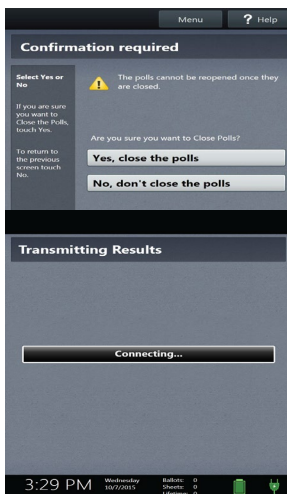 Menu
? Help
Confirmation required
Select Yes or
No
If you are sure
you want to
Close the Polls,
touch Yes.
To return to
the previous
screen touch
No.
The polls cannot be reopened once they
are closed.
Are you sure you want to Close Polls?
Yes, close the polls
No, don't close the polls
Transmitting Results
Connecting...
3:29 PM
Wednesday
10/7/2015
Ballots: 0
Sheets: 0
Lifetime: 0